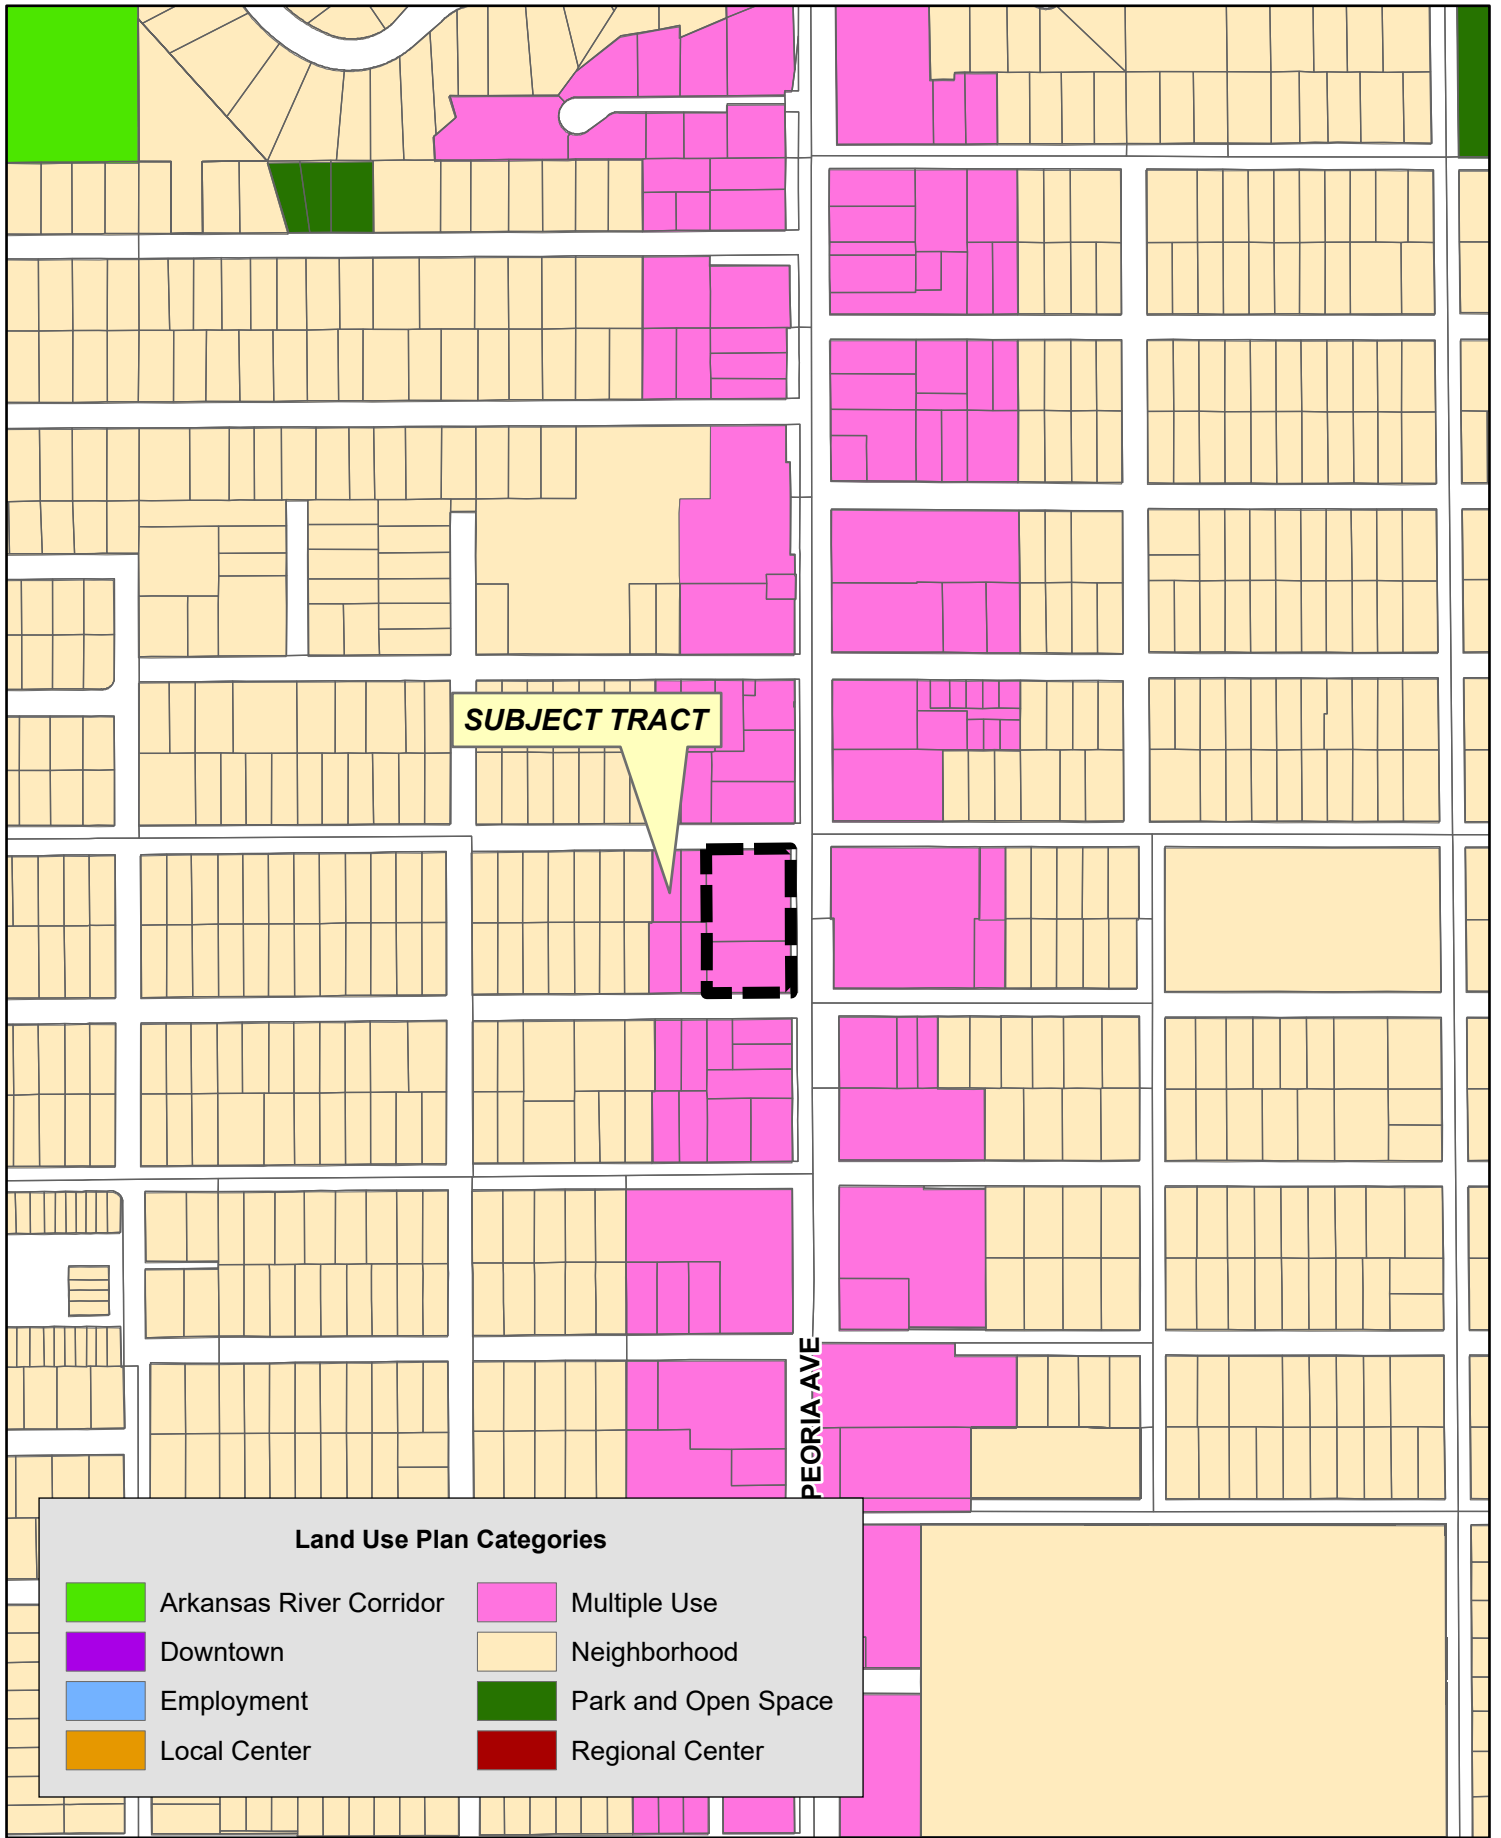 SUBJECT TRACT
PEORIA AVE
Land Use Plan Categories
Arkansas River Corridor
Downtown
Employment
Local Center
Multiple Use
Neighborhood
Park and Open Space
Regional Center